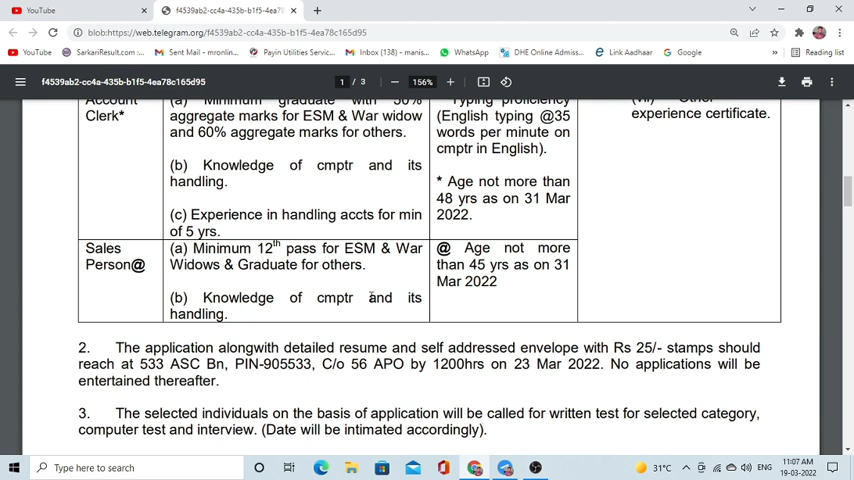 YouTube
f4539ab2-cc4a-435b-b1f5-4ea78c1
blob:https://web.telegram.org/f4539ab2-cc4a-435b-b1f5-4ea78c165d95
YouTube
SarkariResult.com :...
Sent Mail - mronlin...
Payin Utilities Servic...
Inbox (138) - manis...
WhatsApp
DHE Online Admiss...
Link Aadhaar
Google
»
Reading list
f4539ab2-cc4a-435b-b1f5-4ea78c165d95
1 / 3
156%
Account
Clerk*
(a) Minimum graduate with 50%
aggregate marks for ESM & War widow
and 60% aggregate marks for others.
(b) Knowledge of cmptr and its
handling.
(c) Experience in handling accts for min
of 5 yrs.
Typing proficiency
(English typing @35
words per minute on
cmptr in English).
* Age not more than
48 yrs as on 31 Mar
2022.
(vii) Other
experience certificate.
Sales
Person@
(a) Minimum 12th pass for ESM & War
Widows & Graduate for others.
(b) Knowledge of cmptr and its
handling.
@ Age not more
than 45 yrs as on 31
Mar 2022
2. The application alongwith detailed resume and self addressed envelope with Rs 25/- stamps should
reach at 533 ASC Bn, PIN-905533, C/o 56 APO by 1200hrs on 23 Mar 2022. No applications will be
entertained thereafter.
3. The selected individuals on the basis of application will be called for written test for selected category,
computer test and interview. (Date will be intimated accordingly).
Type here to search
31°C
ENG
11:07 AM
19-03-2022